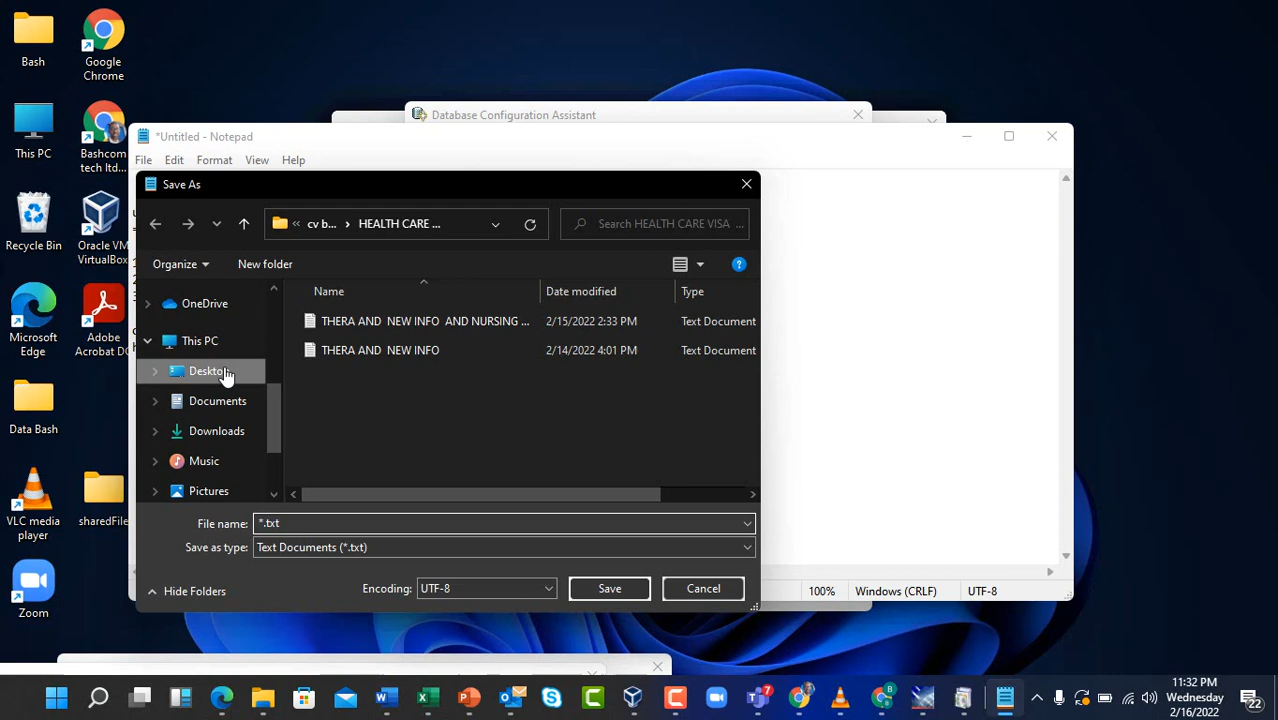 Bash
Google
Chrome
This PC
Bashcom
tech ltd...
Recycle Bin
Oracle VM
VirtualBox
Microsoft
Edge
Adobe
Acrobat DC
Data Bash
VLC media
player
sharedFile
Zoom
Database Configuration Assistant
*Untitled - Notepad
File Edit Format View Help
Save As
« cv b... › HEALTH CARE ...
Search HEALTH CARE VISA ...
Organize
New folder
Name
Date modified
Type
OneDrive
This PC
Desktop
Documents
Downloads
Music
Pictures
THERA AND NEW INFO AND NURSING ... 2/15/2022 2:33 PM Text Document
THERA AND NEW INFO 2/14/2022 4:01 PM Text Document
File name: *.txt
Save as type: Text Documents (*.txt)
Hide Folders
Encoding: UTF-8
Save
Cancel
100% Windows (CRLF) UTF-8
7
11:32 PM
Wednesday
2/16/2022
22